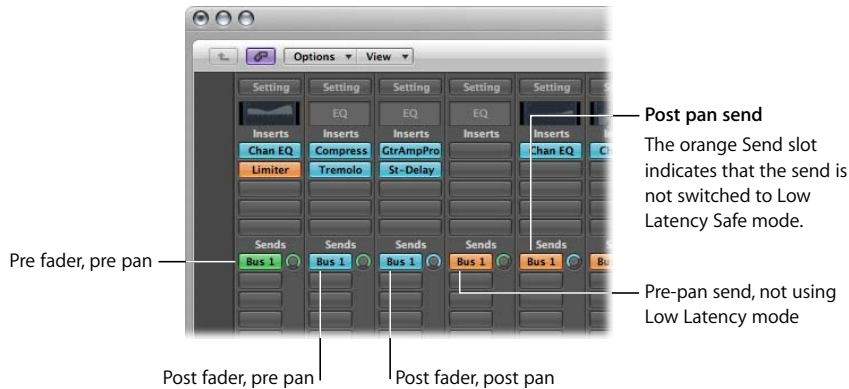 Options View
Setting Setting Setting Setting Setting
EQ EQ EQ
Inserts Inserts Inserts Inserts Inserts
Chan EQ Compress GtrAmpPro Chan EQ
Limiter Tremolo St-Delay
Sends Sends Sends Sends Sends
Bus 1 Bus 1 Bus 1 Bus 1 Bus 1
Post pan send
The orange Send slot
indicates that the send is
not switched to Low
Latency Safe mode.
Pre fader, pre pan
Pre-pan send, not using
Low Latency mode
Post fader, pre pan
Post fader, post pan